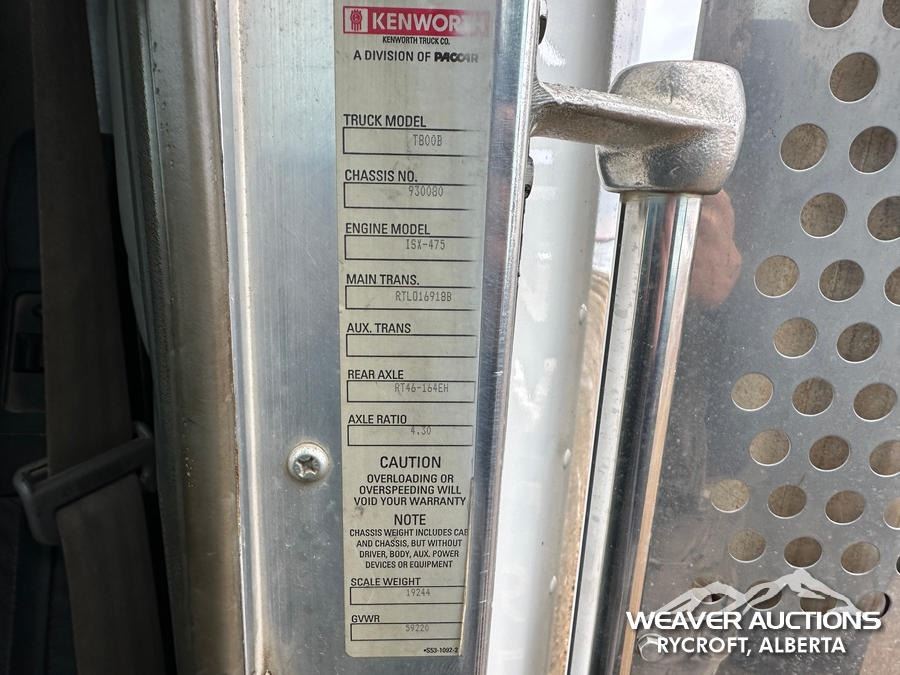 KENWORTH
KENWORTH TRUCK CO.
A DIVISION OF PACCAR
TRUCK MODEL
T800B
CHASSIS NO.
930080
ENGINE MODEL
ISX-475
MAIN TRANS.
RTLO16918B
AUX. TRANS
REAR AXLE
RT46-164EH
AXLE RATIO
4.30
CAUTION
OVERLOADING OR
OVERSPEEDING WILL
VOID YOUR WARRANTY
NOTE
CHASSIS WEIGHT INCLUDES CAB
AND CHASSIS, BUT WITHOUT
DRIVER, BODY, AUX. POWER
DEVICES OR EQUIPMENT
SCALE WEIGHT
19244
GVWR
59220
*S53-1092-2
WEAVER AUCTIONS
RYCROFT, ALBERTA